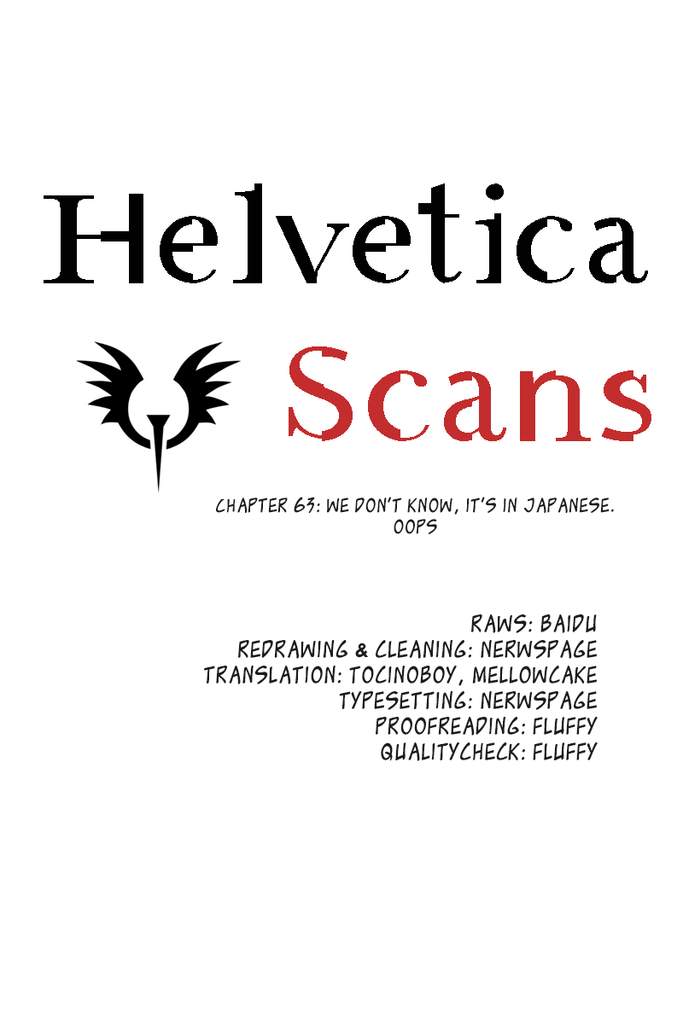 Helvetica
Scans
CHAPTER 63: WE DON'T KNOW, IT'S IN JAPANESE.
OOPS
RAWS: BAIDU
REDRAWING & CLEANING: NERWSPAGE
TRANSLATION: TOCINOBOY, MELLOWCAKE
TYPESETTING: NERWSPAGE
PROOFREADING: FLUFFY
QUALITYCHECK: FLUFFY